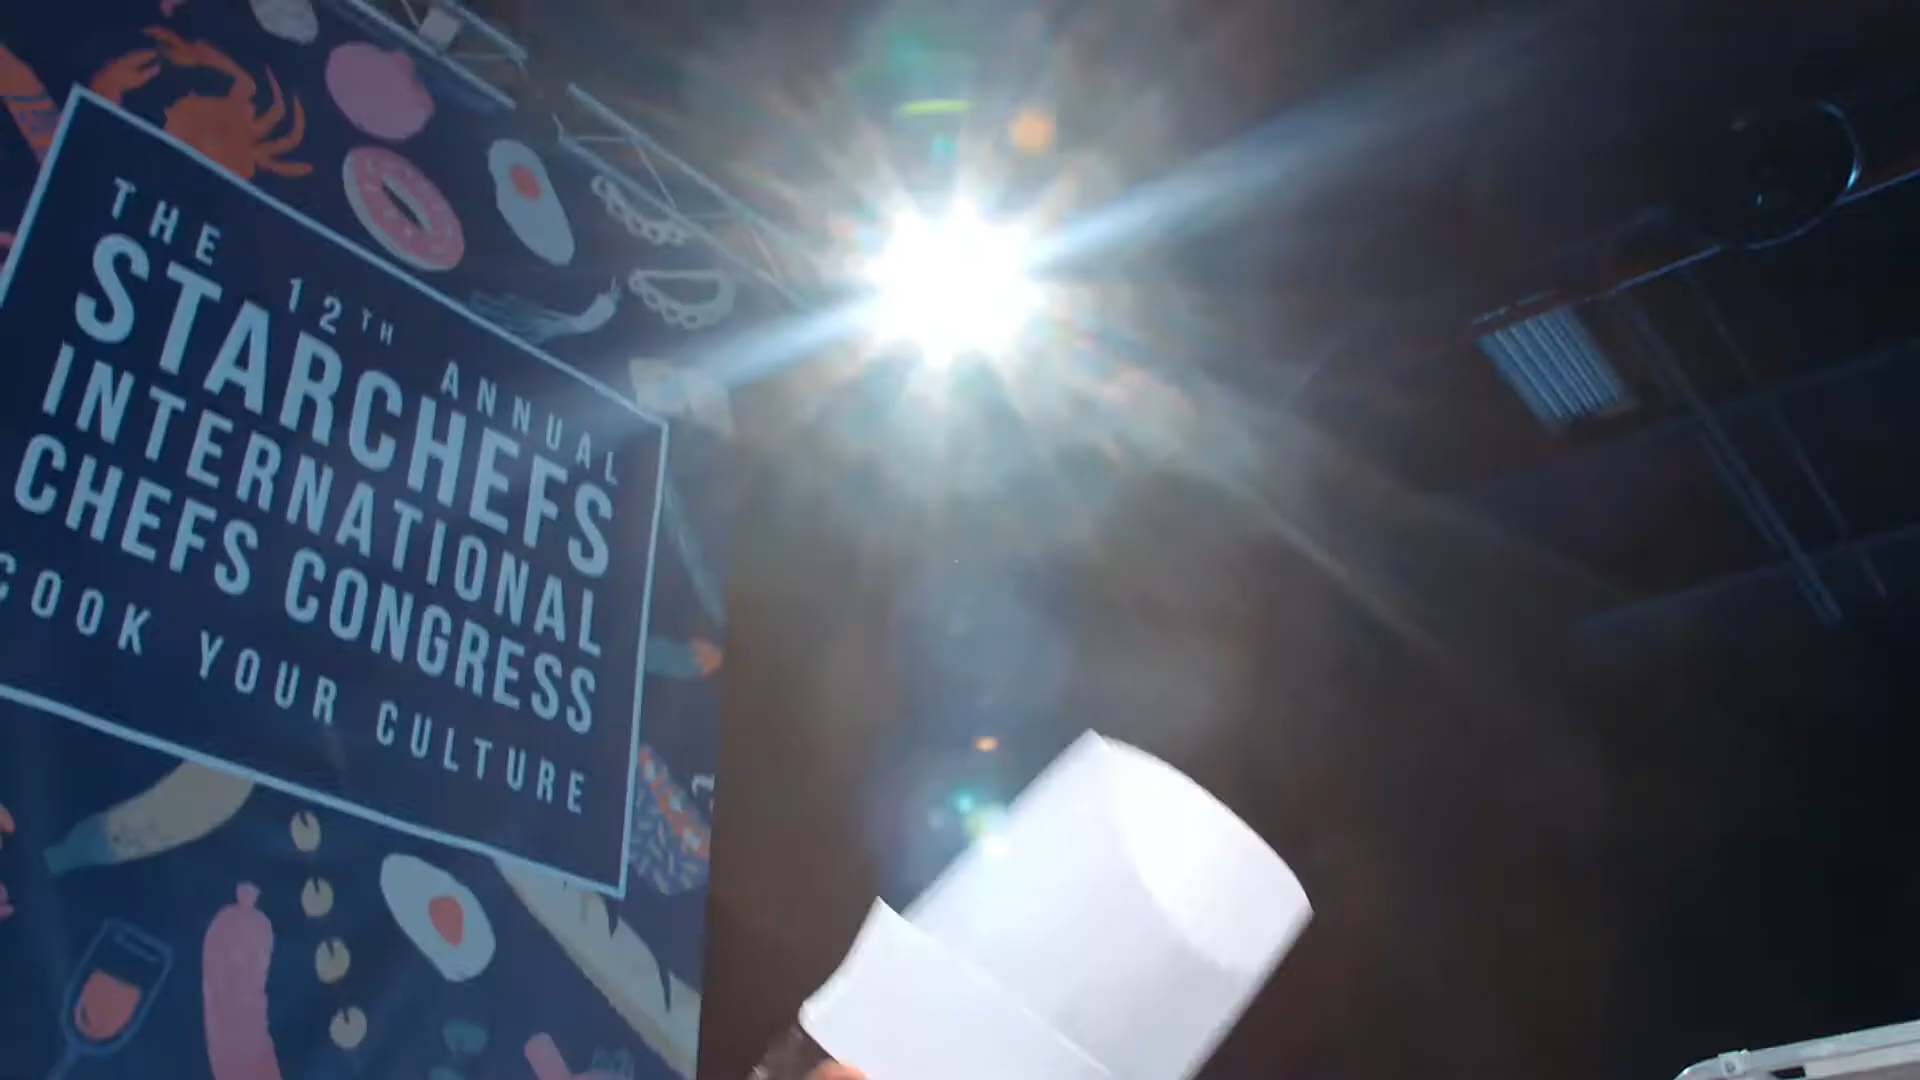 THE
12TH ANNUAL
STARCHEFS
INTERNATIONAL
CHEFS CONGRESS
COOK YOUR CULTURE